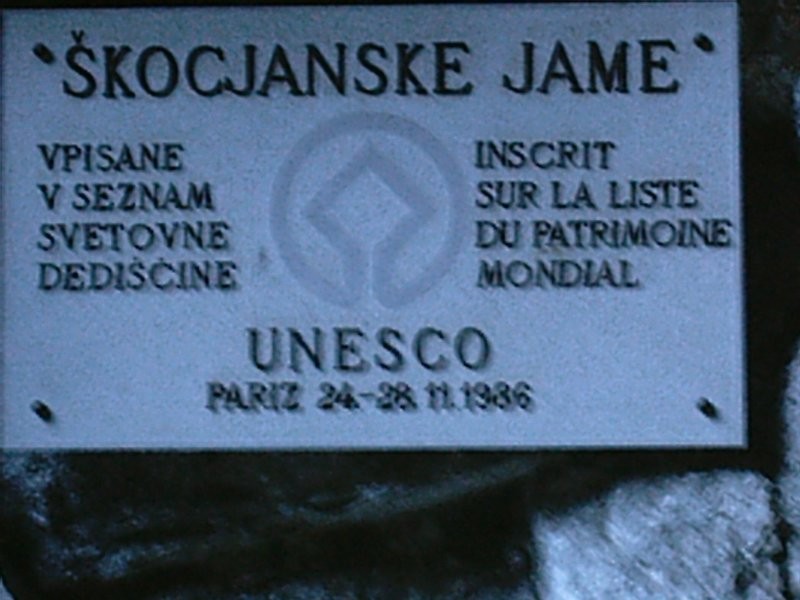 ŠKOCJANSKE JAME
VPISANE
V SEZNAM
SVETOVNE
DEDIŠČINE
INSCRIT
SUR LA LISTE
DU PATRIMOINE
MONDIAL
UNESCO
PARIZ 24.-28.11.1986